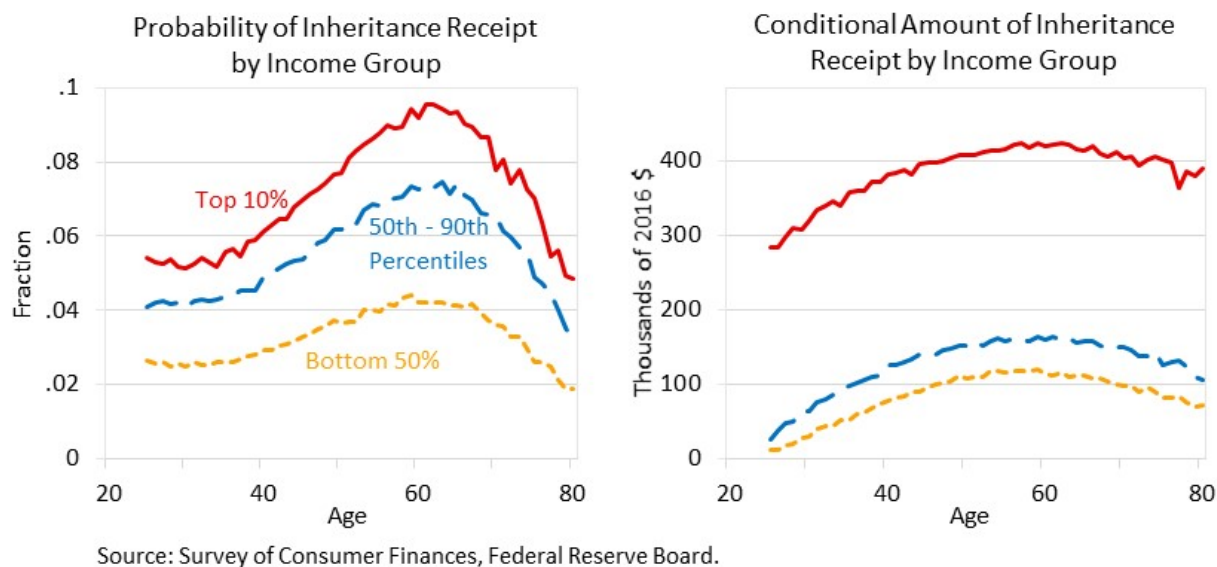 Probability of Inheritance Receipt
by Income Group
.1
.08
.06
.04
.02
0
Fraction
Top 10%
50th - 90th
Percentiles
Bottom 50%
20
40
60
80
Age
Conditional Amount of Inheritance
Receipt by Income Group
400
300
200
100
0
Thousands of 2016 $
20
40
60
80
Age
Source: Survey of Consumer Finances, Federal Reserve Board.